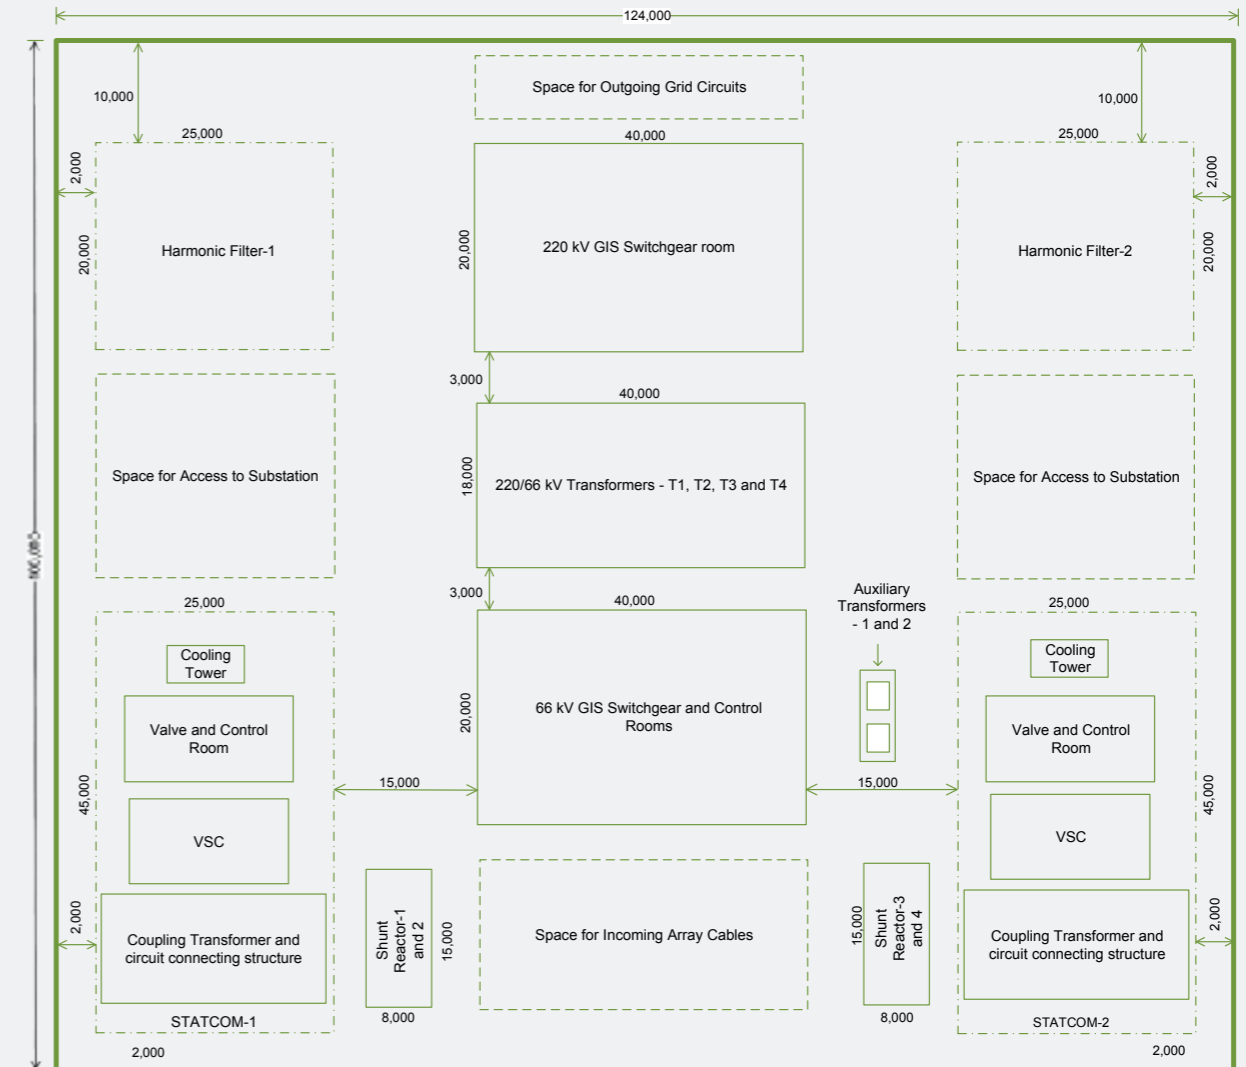 124,000
Space for Outgoing Grid Circuits
10,000
10,000
25,000
40,000
25,000
2,000
2,000
Harmonic Filter-1
20,000
20,000
220 kV GIS Switchgear room
Harmonic Filter-2
20,000
3,000
40,000
Space for Access to Substation
18,000
220/66 kV Transformers - T1, T2, T3 and T4
Space for Access to Substation
3,000
25,000
40,000
Auxiliary
Transformers
- 1 and 2
25,000
Cooling
Tower
Cooling
Tower
Valve and Control
Room
20,000
66 kV GIS Switchgear and Control
Rooms
Valve and Control
Room
45,000
15,000
15,000
45,000
VSC
VSC
2,000
Coupling Transformer and
circuit connecting structure
Shunt
Reactor-1
and 2
15,000
Space for Incoming Array Cables
15,000
Shunt
Reactor-3
and 4
Coupling Transformer and
circuit connecting structure
2,000
STATCOM-1
8,000
8,000
STATCOM-2
2,000
2,000